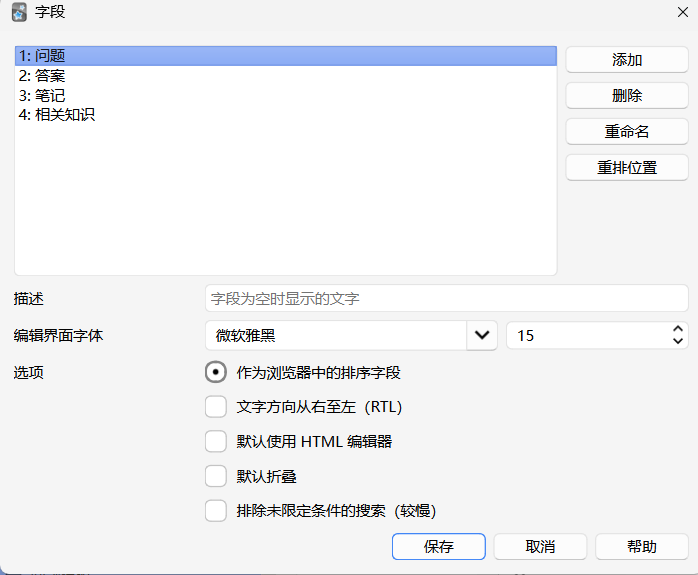 字段
1: 问题
2: 答案
3: 笔记
4: 相关知识
添加
删除
重命名
重排位置
描述 字段为空时显示的文字
编辑界面字体 微软雅黑 15
选项 作为浏览器中的排序字段
文字方向从右至左（RTL）
默认使用 HTML 编辑器
默认折叠
排除未限定条件的搜索（较慢）
保存 取消 帮助